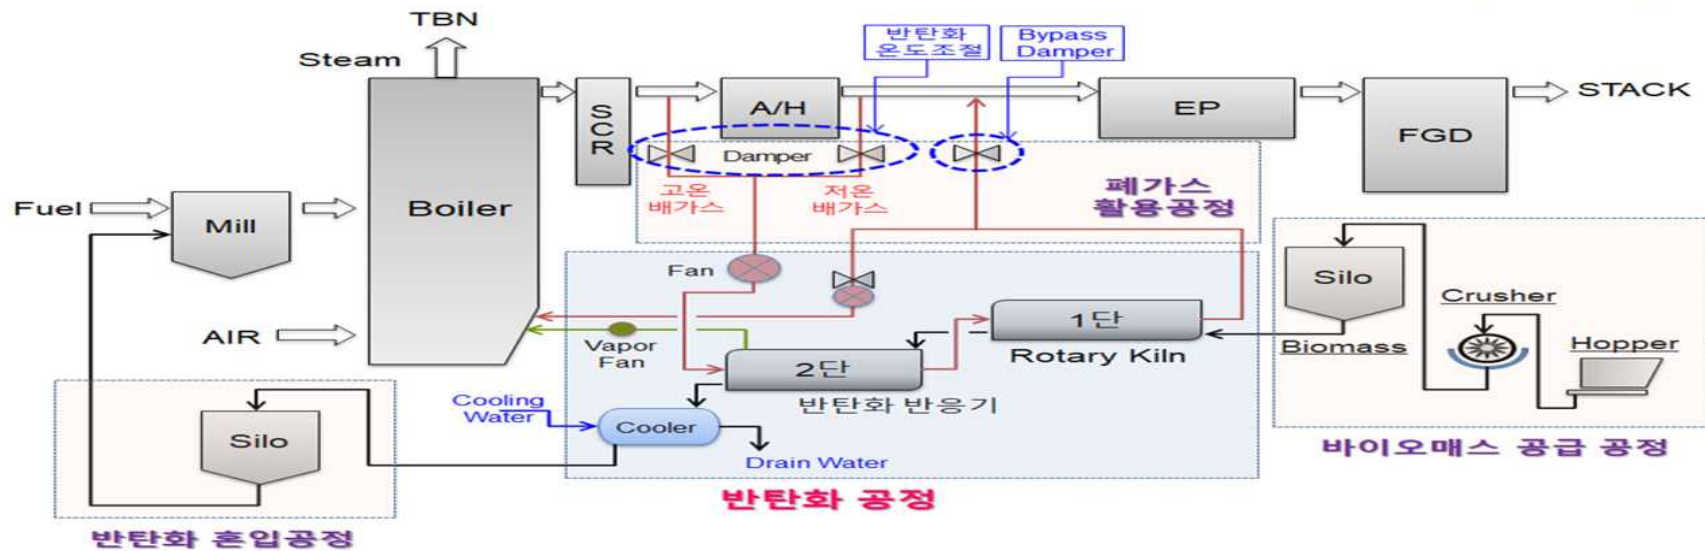 TBN
Steam
반탄화
온도조절
Bypass
Damper
SCR
A/H
EP
FGD
STACK
Damper
고온
배가스
저온
배가스
폐가스
활용공정
Fuel
Mill
Boiler
Fan
Silo
Crusher
Hopper
1단
Rotary Kiln
Biomass
AIR
Vapor
Fan
2단
반탄화 반응기
Cooling
Water
Cooler
Silo
Drain Water
바이오매스 공급 공정
반탄화 공정
반탄화 혼입공정